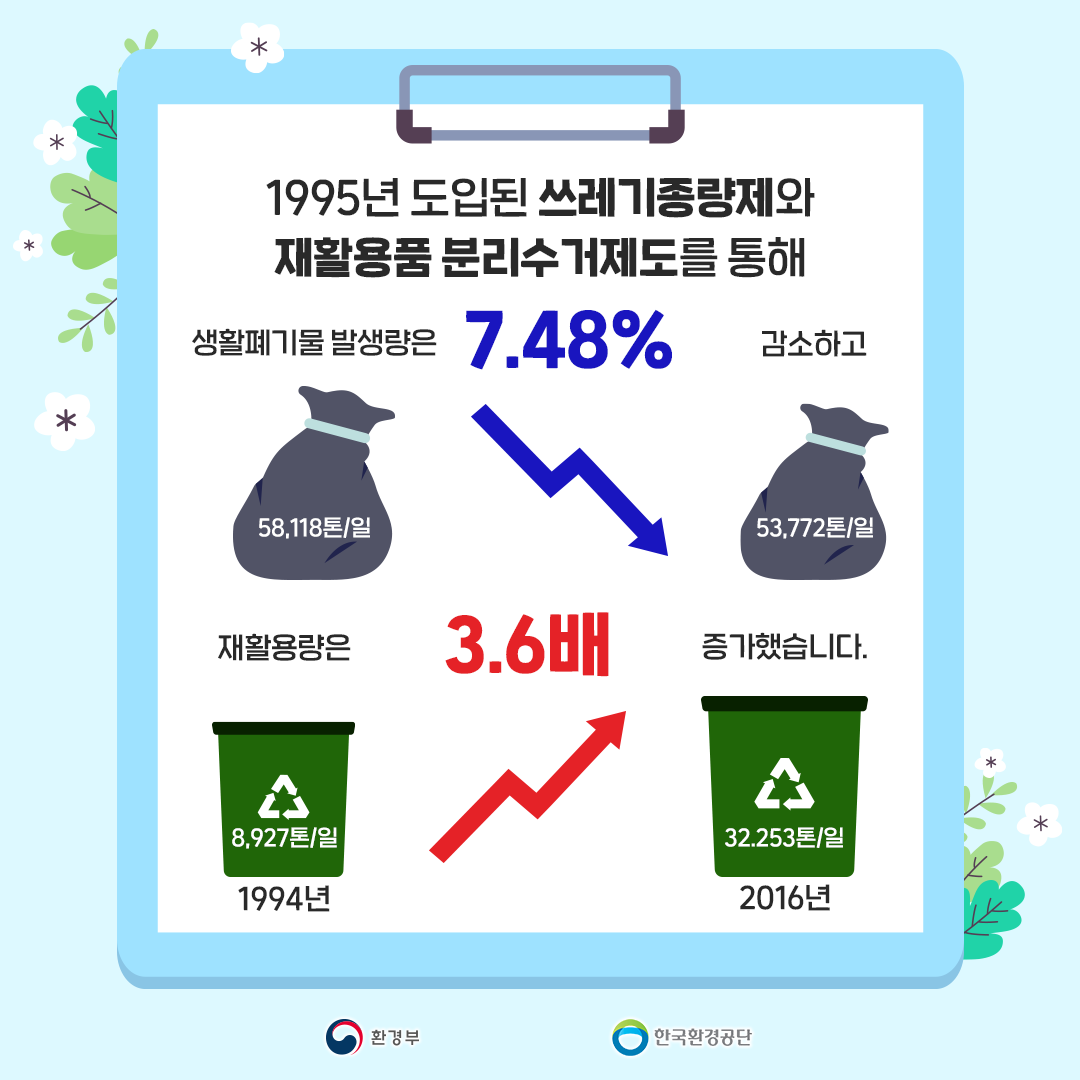 1995년 도입된 쓰레기종량제와
재활용품 분리수거제도를 통해
생활폐기물 발생량은 7.48% 감소하고
58,118톤/일 53,772톤/일
재활용량은 3.6배 증가했습니다.
8,927톤/일 32.253톤/일
1994년 2016년
환경부 한국환경공단